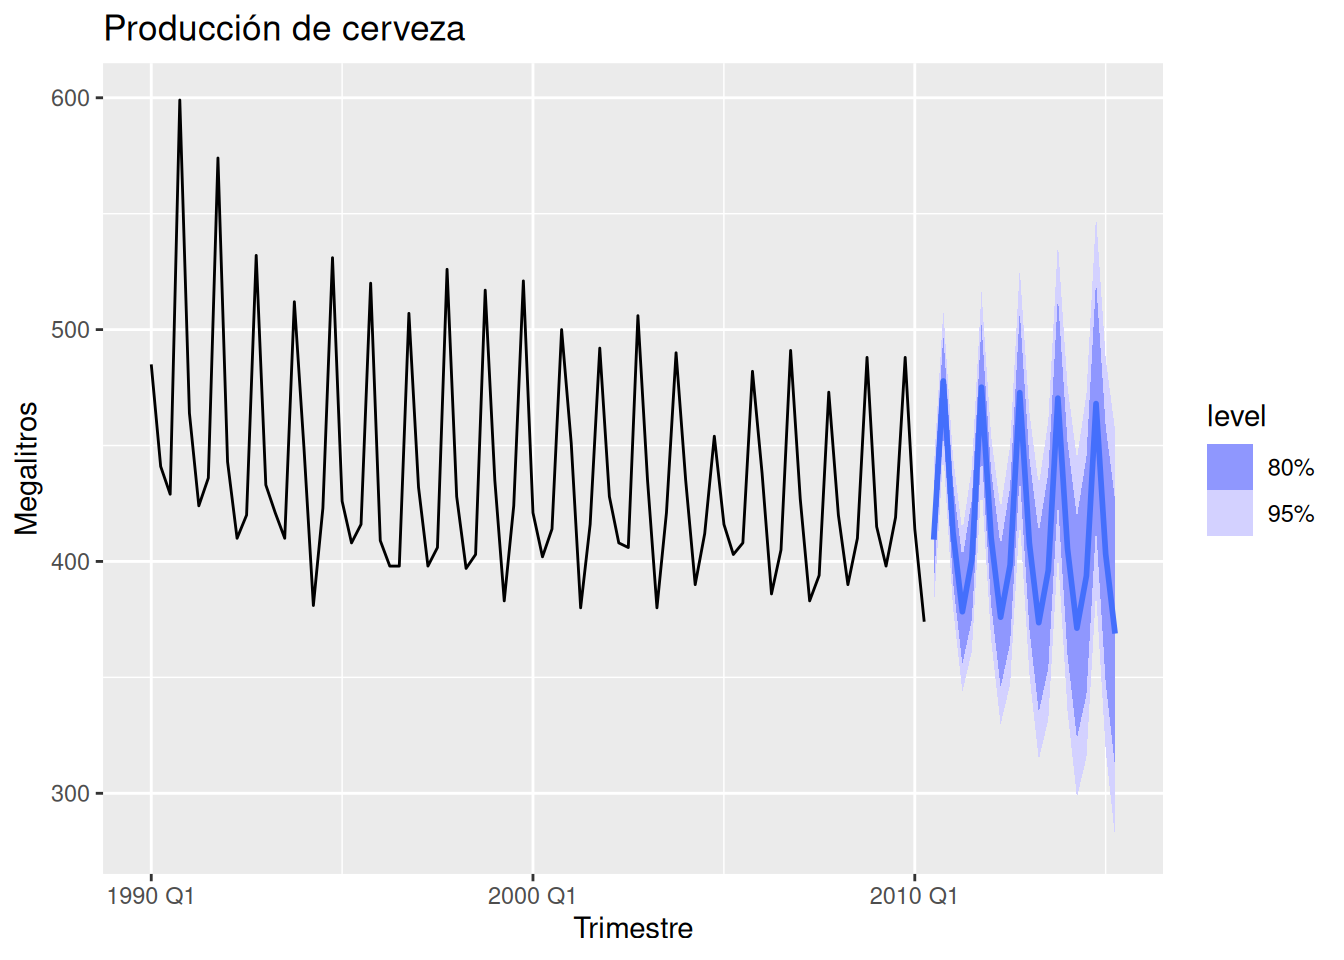 Producción de cerveza
600
500
400
300
Megalitros
1990 Q1
2000 Q1
2010 Q1
Trimestre
level
80%
95%